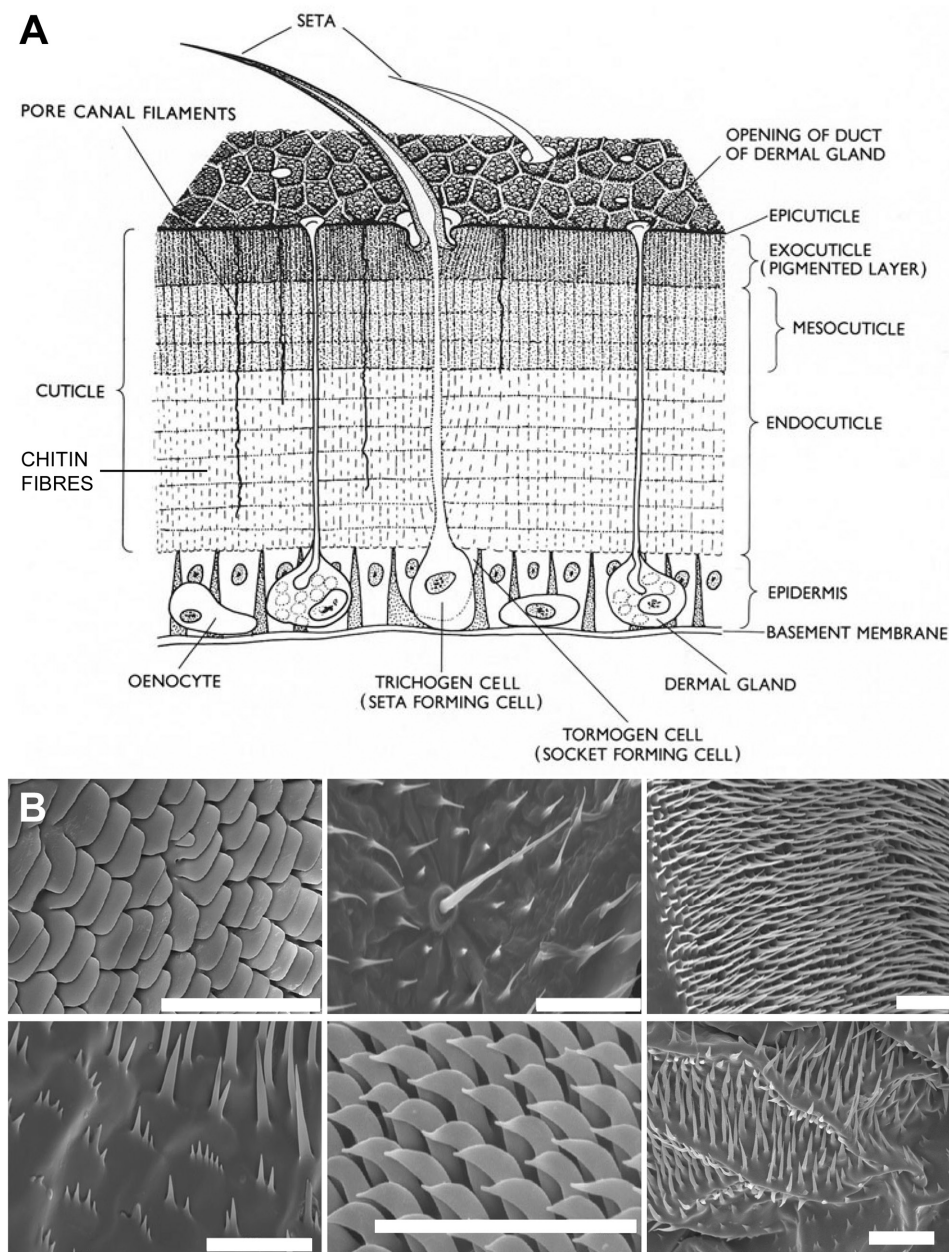 A
SETA
PORE CANAL FILAMENTS
OPENING OF DUCT
OF DERMAL GLAND
EPICUTICLE
EXOCUTICLE
(PIGMENTED LAYER)
MESOCUTICLE
CUTICLE
ENDOCUTICLE
CHITIN
FIBRES
EPIDERMIS
BASEMENT MEMBRANE
OENOCYTE
TRICHOGEN CELL
(SETA FORMING CELL)
DERMAL GLAND
TORMOGEN CELL
(SOCKET FORMING CELL)
B